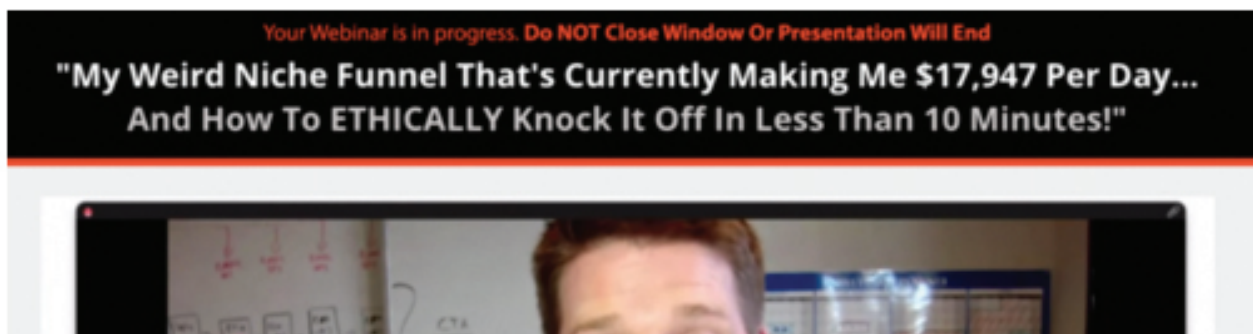 Your Webinar is in progress. Do NOT Close Window Or Presentation Will End
"My Weird Niche Funnel That's Currently Making Me $17,947 Per Day...
And How To ETHICALLY Knock It Off In Less Than 10 Minutes!"
CTA